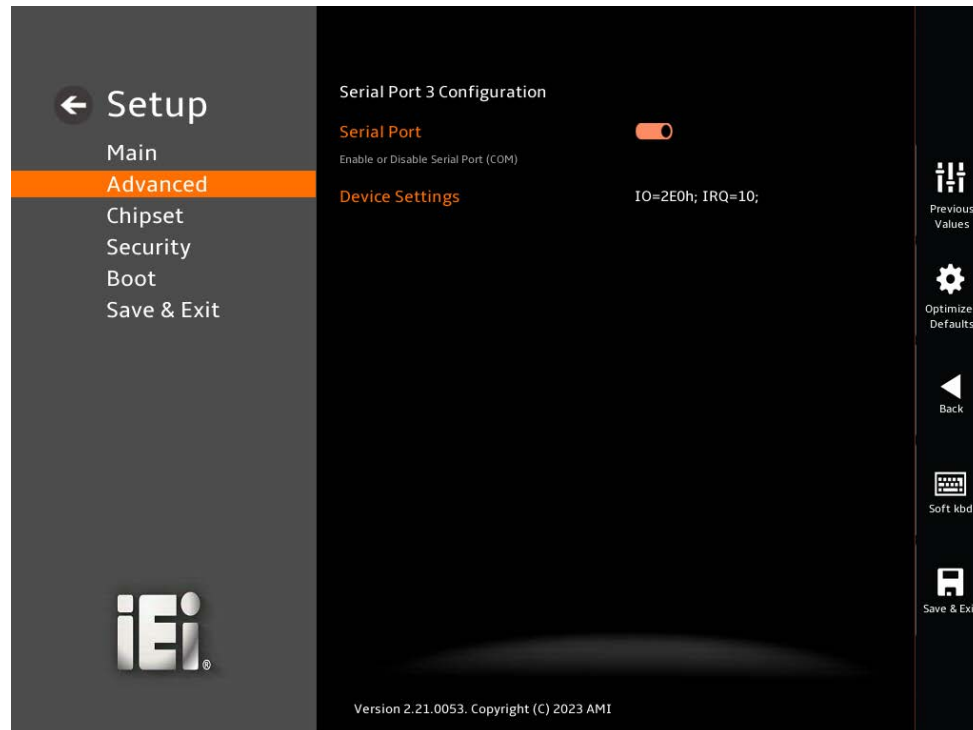 Setup
Main
Advanced
Chipset
Security
Boot
Save & Exit
iEi®
Serial Port 3 Configuration
Serial Port
Enable or Disable Serial Port (COM)
Device Settings
IO=2E0h; IRQ=10;
Previous
Values
Optimize
Defaults
Back
Soft kbd
Save & Exi
Version 2.21.0053. Copyright (C) 2023 AMI